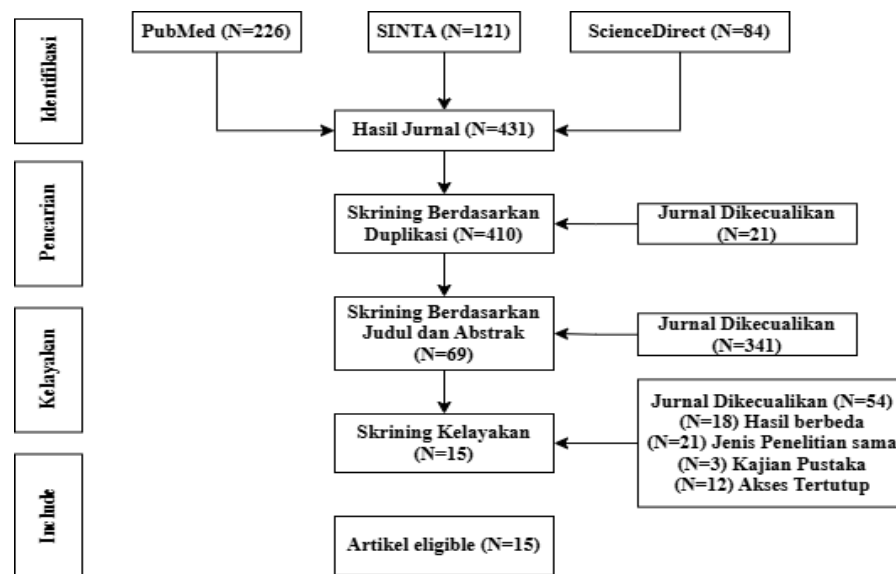 PubMed (N=226)
SINTA (N=121)
ScienceDirect (N=84)
Identifikasi
Hasil Jurnal (N=431)
Pencarian
Skrining Berdasarkan
Duplikasi (N=410)
Jurnal Dikecualikan
(N=21)
Kelayakan
Skrining Berdasarkan
Judul dan Abstrak
(N=69)
Jurnal Dikecualikan
(N=341)
Skrining Kelayakan
(N=15)
Jurnal Dikecualikan (N=54)
(N=18) Hasil berbeda
(N=21) Jenis Penelitian sama
(N=3) Kajian Pustaka
(N=12) Akses Tertutup
Include
Artikel eligible (N=15)